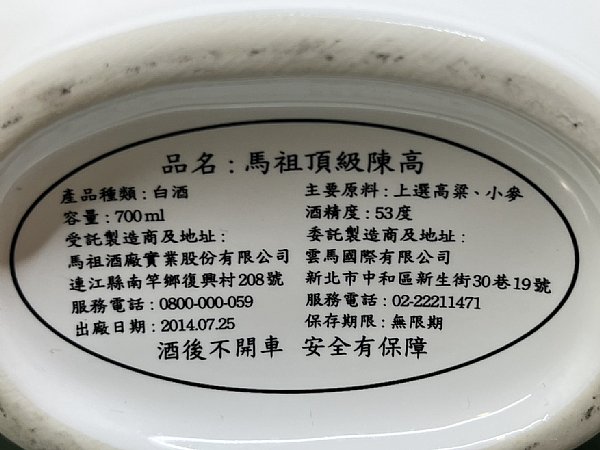 品名：馬祖頂級陳高
產品種類：白酒
容量：700 ml
受託製造商及地址：
馬祖酒廠實業股份有限公司
連江縣南竿鄉復興村208號
服務電話：0800-000-059
出廠日期：2014.07.25
主要原料：上選高粱、小麥
酒精度：53度
委託製造商及地址：
雲馬國際有限公司
新北市中和區新生街30巷19號
服務電話：02-22211471
保存期限：無限期
酒後不開車 安全有保障